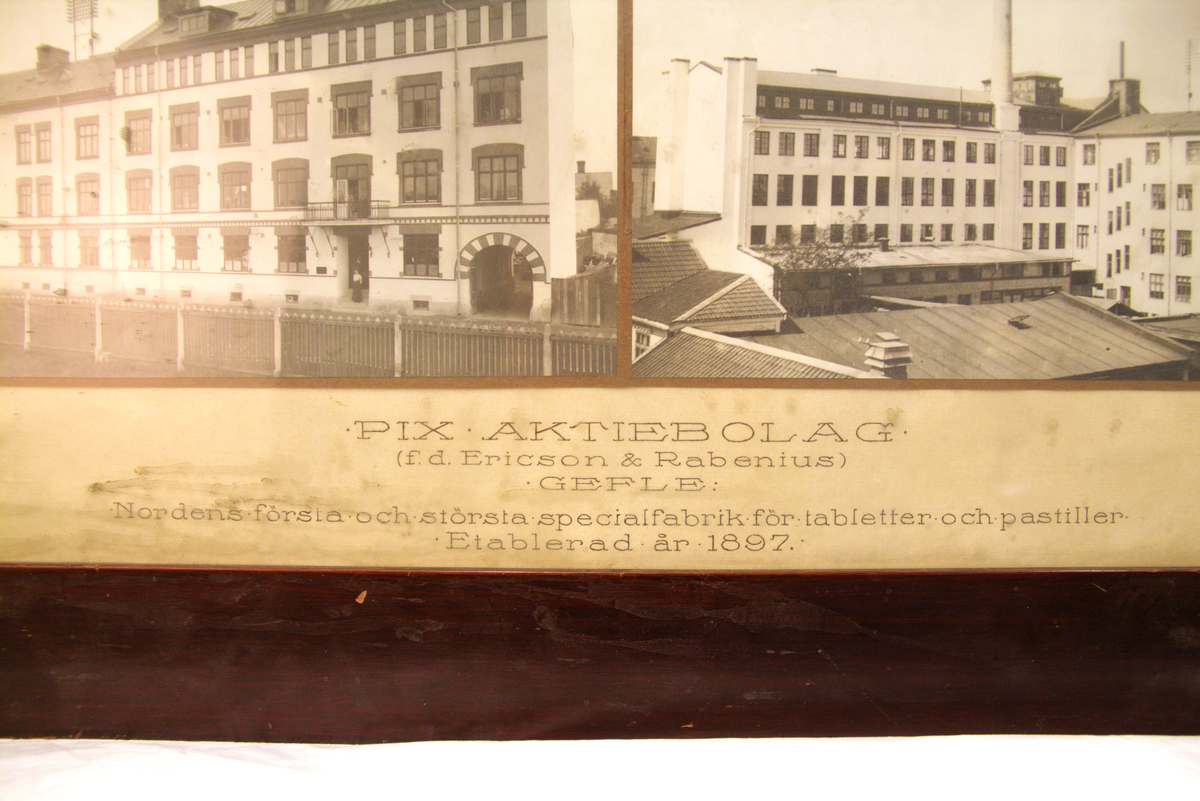 ·PIX· AKTIEBOLAG·
(f.d. Ericson & Rabenius)
·GEFLE:
·Nordens·första·och·största·specialfabrik·för·tabletter·och·pastiller·
·Etablerad·år·1897.·